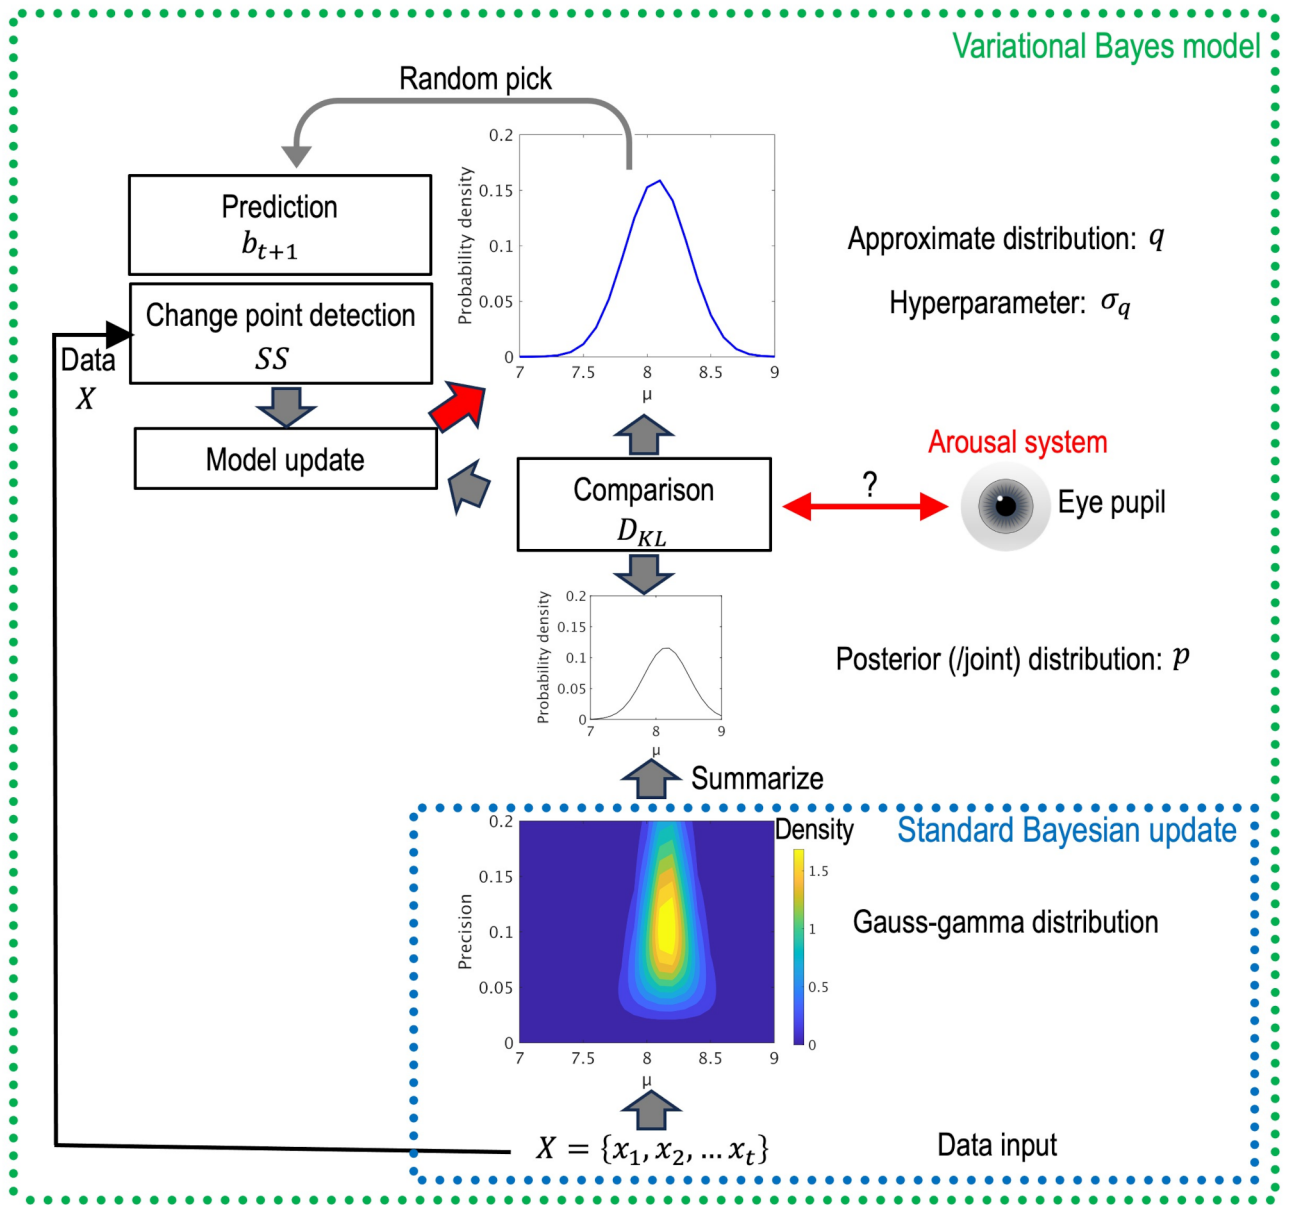 Variational Bayes model
Random pick
Prediction
b_{t+1}
Change point detection
SS
Data
X
Model update
0.2
0.15
0.1
0.05
0
Probability density
7 7.5 8 8.5 9
μ
Approximate distribution: q
Hyperparameter: σ_q
Comparison
D_{KL}
?
Arousal system
Eye pupil
0.2
0.15
0.1
0.05
0
Probability density
7 8 9
μ
Posterior (/joint) distribution: p
Summarize
Standard Bayesian update
0.2
0.15
0.1
0.05
0
Precision
7 7.5 8 8.5 9
μ
Density
1.5
1
0.5
0
Gauss-gamma distribution
X = {x_1, x_2, … x_t}
Data input